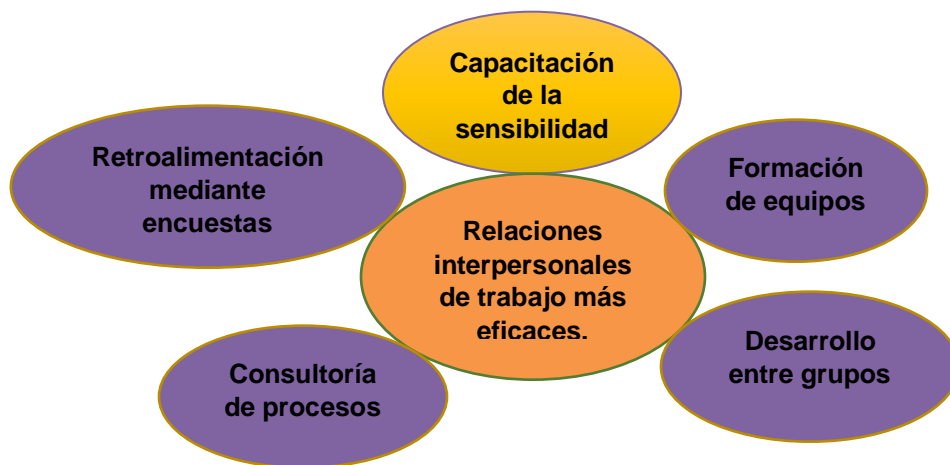 Capacitación
de la
sensibilidad
Retroalimentación
mediante
encuestas
Formación
de equipos
Relaciones
interpersonales
de trabajo más
eficaces.
Consultoría
de procesos
Desarrollo
entre grupos